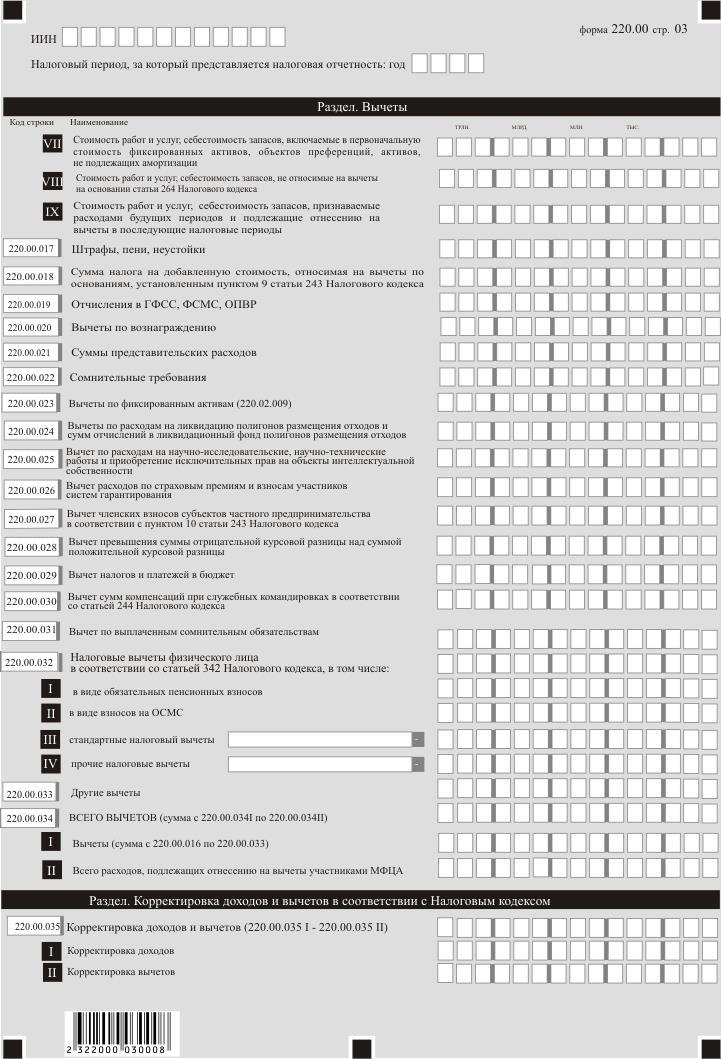 форма 220.00 стр. 03
ИИН
Налоговый период, за который представляется налоговая отчетность: год
Раздел. Вычеты
Код строки Наименование
ТРЛН. МЛРД. МЛН. ТЫС.
VII Стоимость работ и услуг, себестоимость запасов, включаемые в первоначальную
стоимость фиксированных активов, объектов преференций, активов,
не подлежащих амортизации
VIII Стоимость работ и услуг, себестоимость запасов, не относимые на вычеты
на основании статьи 264 Налогового кодекса
IX Стоимость работ и услуг, себестоимость запасов, признаваемые
расходами будущих периодов и подлежащие отнесению на
вычеты в последующие налоговые периоды
220.00.017 Штрафы, пени, неустойки
220.00.018 Сумма налога на добавленную стоимость, относимая на вычеты по
основаниям, установленным пунктом 9 статьи 243 Налогового кодекса
220.00.019 Отчисления в ГФСС, ФСМС, ОПВР
220.00.020 Вычеты по вознаграждению
220.00.021 Суммы представительских расходов
220.00.022 Сомнительные требования
220.00.023 Вычеты по фиксированным активам (220.02.009)
220.00.024 Вычеты по расходам на ликвидацию полигонов размещения отходов и
сумм отчислений в ликвидационный фонд полигонов размещения отходов
220.00.025 Вычет по расходам на научно-исследовательские, научно-технические
работы и приобретение исключительных прав на объекты интеллектуальной
собственности
220.00.026 Вычет расходов по страховым премиям и взносам участников
систем гарантирования
220.00.027 Вычет членских взносов субъектов частного предпринимательства
в соответствии с пунктом 10 статьи 243 Налогового кодекса
220.00.028 Вычет превышения суммы отрицательной курсовой разницы над суммой
положительной курсовой разницы
220.00.029 Вычет налогов и платежей в бюджет
220.00.030 Вычет сумм компенсаций при служебных командировках в соответствии
со статьей 244 Налогового кодекса
220.00.031 Вычет по выплаченным сомнительным обязательствам
220.00.032 Налоговые вычеты физического лица
в соответствии со статьей 342 Налогового кодекса, в том числе:
I в виде обязательных пенсионных взносов
II в виде взносов на ОСМС
III стандартные налоговый вычеты -
IV прочие налоговые вычеты -
220.00.033 Другие вычеты
220.00.034 ВСЕГО ВЫЧЕТОВ (сумма с 220.00.034I по 220.00.034II)
I Вычеты (сумма с 220.00.016 по 220.00.033)
II Всего расходов, подлежащих отнесению на вычеты участниками МФЦА
Раздел. Корректировка доходов и вычетов в соответствии с Налоговым кодексом
220.00.035 Корректировка доходов и вычетов (220.00.035 I - 220.00.035 II)
I Корректировка доходов
II Корректировка вычетов
2 322000 030008